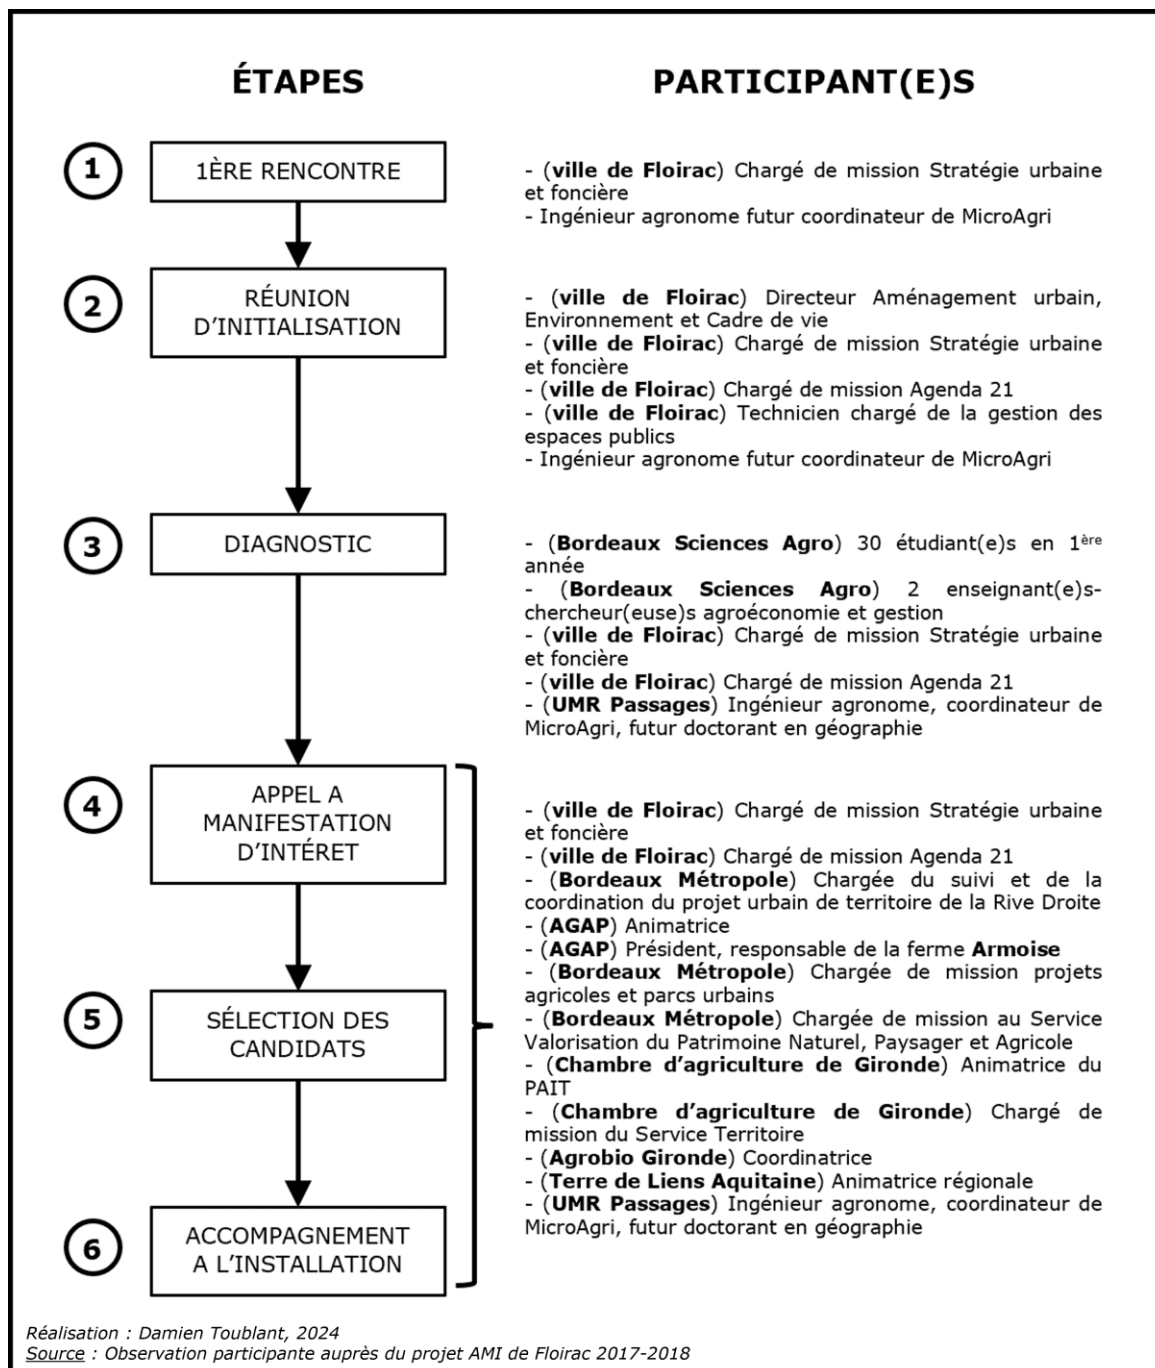 ÉTAPES
PARTICIPANT(E)S
1
1ÈRE RENCONTRE
- (ville de Floirac) Chargé de mission Stratégie urbaine
et foncière
- Ingénieur agronome futur coordinateur de MicroAgri
2
RÉUNION
D'INITIALISATION
- (ville de Floirac) Directeur Aménagement urbain,
Environnement et Cadre de vie
- (ville de Floirac) Chargé de mission Stratégie urbaine
et foncière
- (ville de Floirac) Chargé de mission Agenda 21
- (ville de Floirac) Technicien chargé de la gestion des
espaces publics
- Ingénieur agronome futur coordinateur de MicroAgri
3
DIAGNOSTIC
- (Bordeaux Sciences Agro) 30 étudiant(e)s en 1ère
année
- (Bordeaux Sciences Agro) 2 enseignant(e)s-
chercheur(euse)s agroéconomie et gestion
- (ville de Floirac) Chargé de mission Stratégie urbaine
et foncière
- (ville de Floirac) Chargé de mission Agenda 21
- (UMR Passages) Ingénieur agronome, coordinateur de
MicroAgri, futur doctorant en géographie
4
APPEL A
MANIFESTATION
D'INTÉRET
5
SÉLECTION DES
CANDIDATS
6
ACCOMPAGNEMENT
A L'INSTALLATION
- (ville de Floirac) Chargé de mission Stratégie urbaine
et foncière
- (ville de Floirac) Chargé de mission Agenda 21
- (Bordeaux Métropole) Chargée du suivi et de la
coordination du projet urbain de territoire de la Rive Droite
- (AGAP) Animatrice
- (AGAP) Président, responsable de la ferme Armoise
- (Bordeaux Métropole) Chargée de mission projets
agricoles et parcs urbains
- (Bordeaux Métropole) Chargée de mission au Service
Valorisation du Patrimoine Naturel, Paysager et Agricole
- (Chambre d'agriculture de Gironde) Animatrice du
PAIT
- (Chambre d'agriculture de Gironde) Chargé de
mission du Service Territoire
- (Agrobio Gironde) Coordinatrice
- (Terre de Liens Aquitaine) Animatrice régionale
- (UMR Passages) Ingénieur agronome, coordinateur de
MicroAgri, futur doctorant en géographie
Réalisation : Damien Toublant, 2024
Source : Observation participante auprès du projet AMI de Floirac 2017-2018